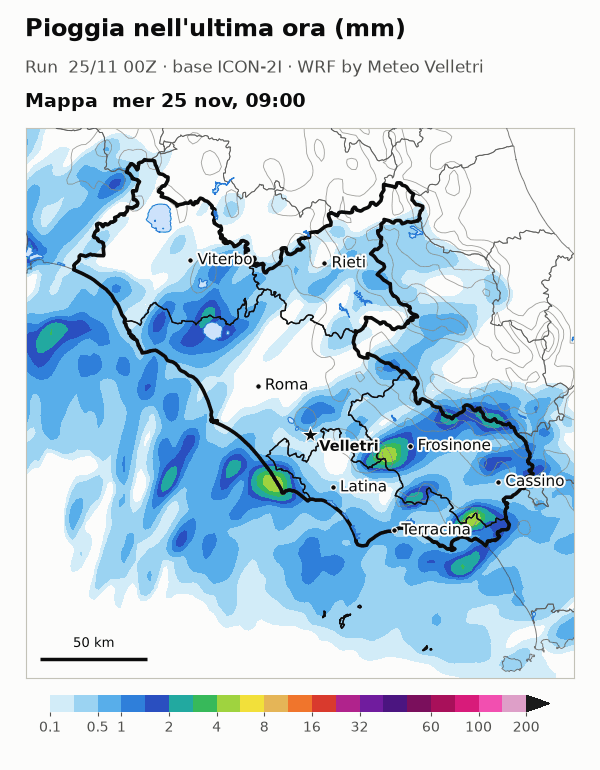 Pioggia nell'ultima ora (mm)
Run  25/11 00Z · base ICON-2I · WRF by Meteo Velletri
Mappa  mer 25 nov, 09:00
Viterbo
Rieti
Roma
Velletri
Frosinone
Cassino
Latina
Terracina
50 km
0.1 0.5 1 2 4 8 16 32 60 100 200